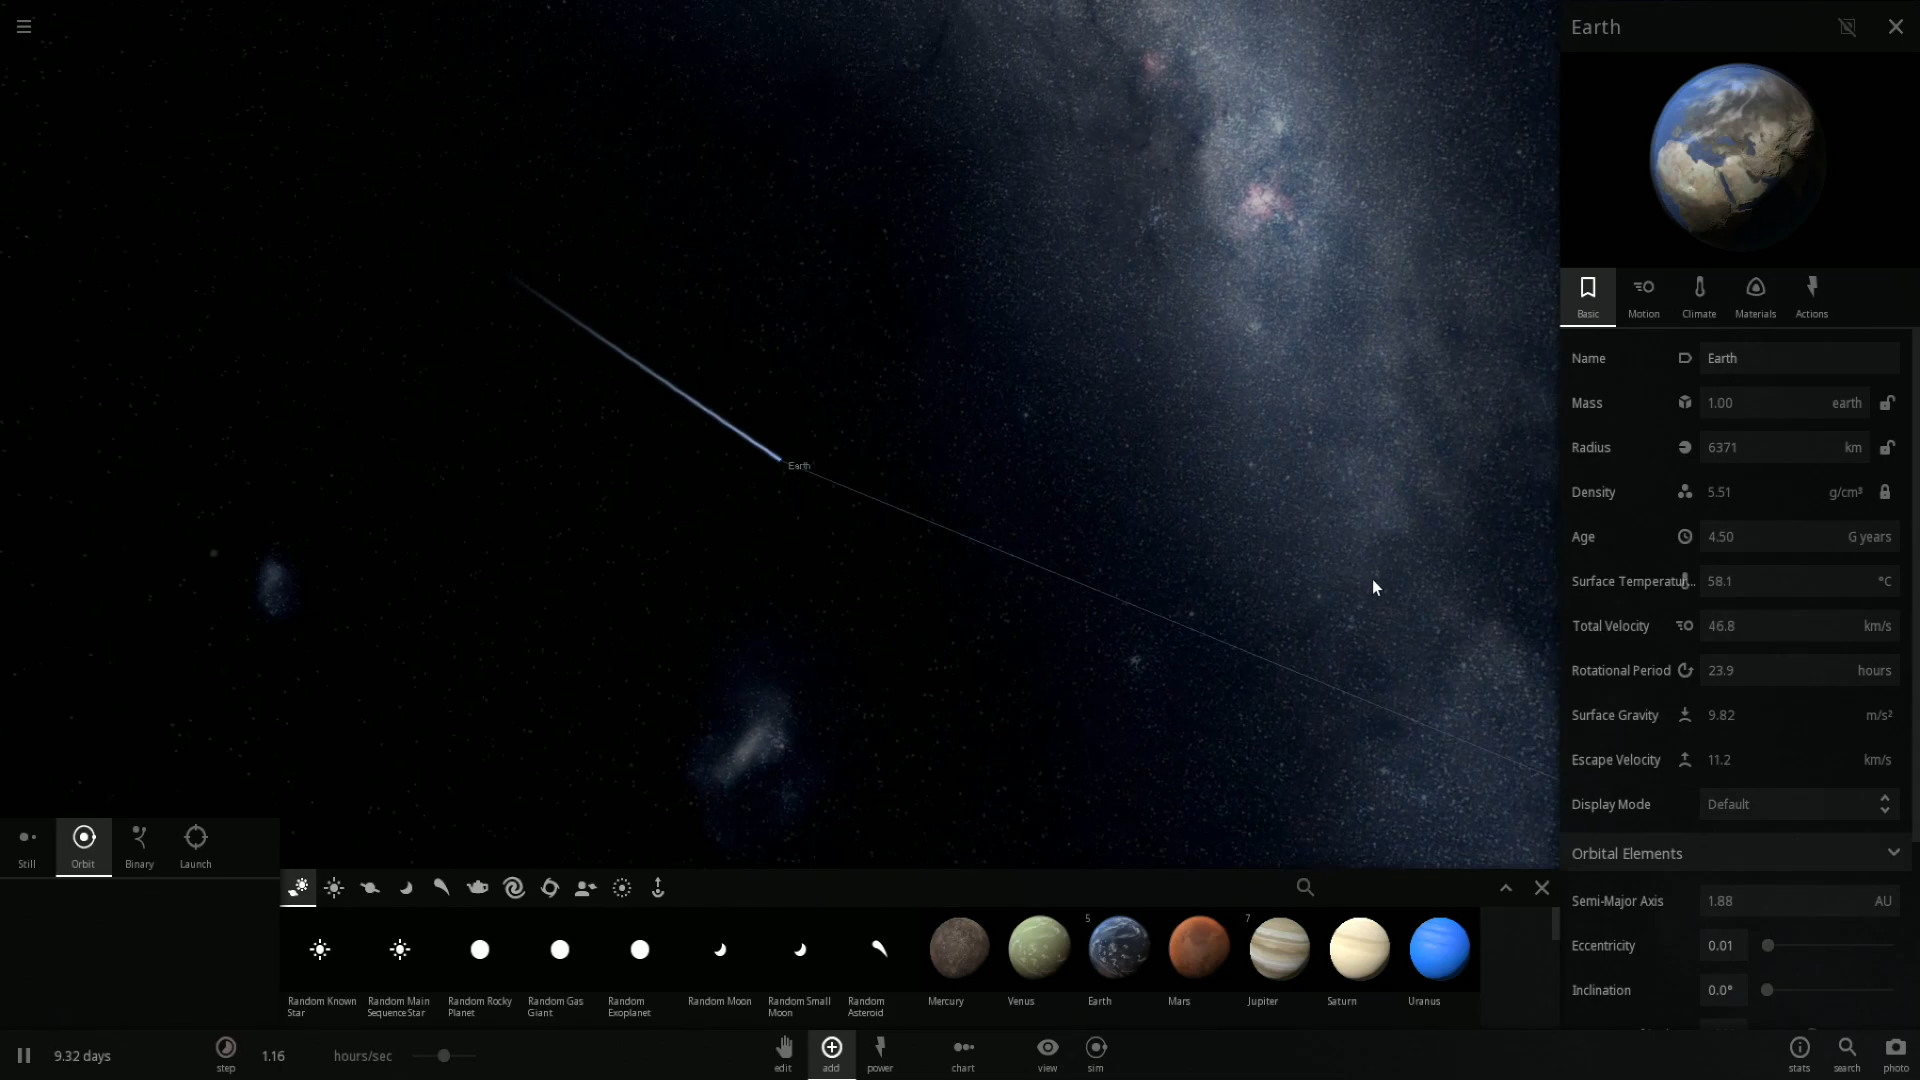 Earth
Earth
Basic
Motion
Climate
Materials
Actions
Name Earth
Mass 1.00 earth
Radius 6371 km
Density 5.51 g/cm³
Age 4.50 G years
Surface Temperatur... 58.1 °C
Total Velocity 46.8 km/s
Rotational Period 23.9 hours
Surface Gravity 9.82 m/s²
Escape Velocity 11.2 km/s
Display Mode Default
Orbital Elements
Semi-Major Axis 1.88 AU
Eccentricity 0.01
Inclination 0.0°
Still
Orbit
Binary
Launch
5
7
Random Known
Star
Random Main
Sequence Star
Random Rocky
Planet
Random Gas
Giant
Random
Exoplanet
Random Moon
Random Small
Moon
Random
Asteroid
Mercury
Venus
Earth
Mars
Jupiter
Saturn
Uranus
9.32 days
step
1.16 hours/sec
edit
add
power
chart
view
sim
stats
search
photo